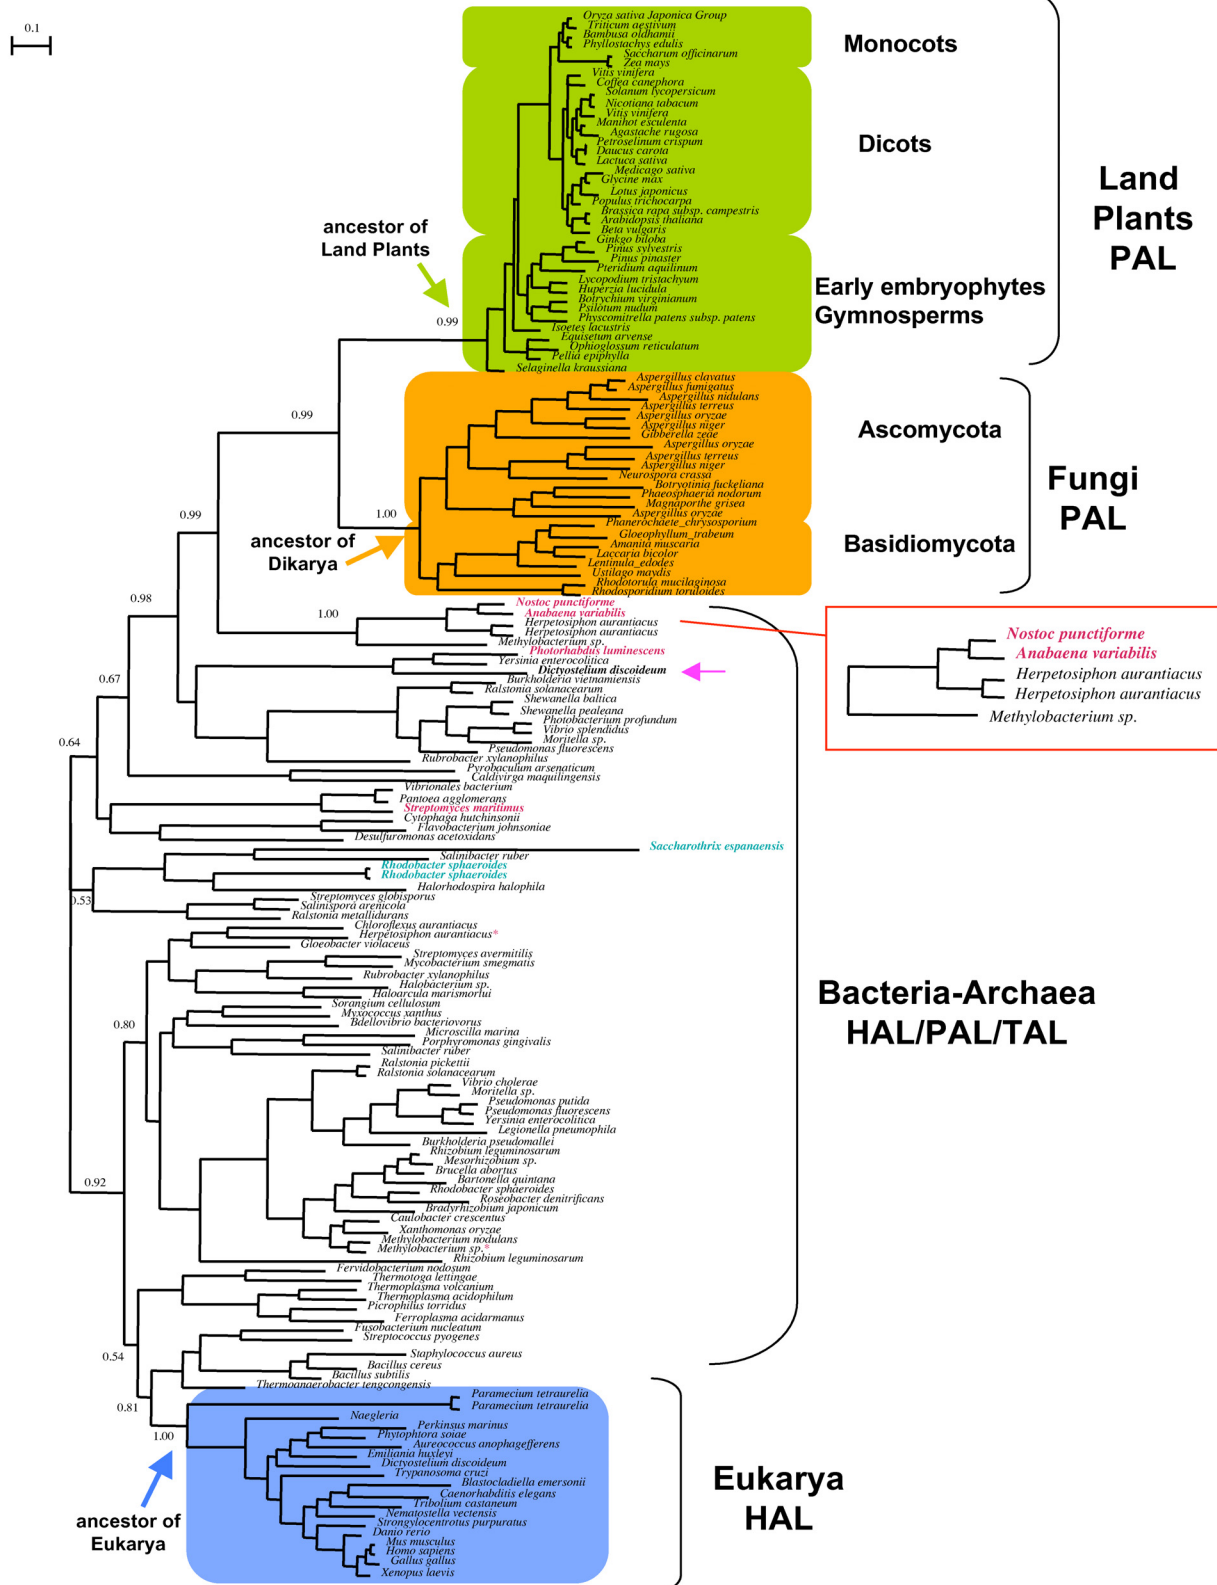 0.1
Oryza sativa Japonica Group
Triticum aestivum
Bambusa oldhamii
Phyllostachys edulis
Saccharum officinarum
Zea mays
Monocots
Vitis vinifera
Coffea canephora
Solanum lycopersicum
Nicotiana tabacum
Vitis vinifera
Manihot esculenta
Agastache rugosa
Petroselinum crispum
Daucus carota
Lactuca sativa
Medicago sativa
Glycine max
Lotus japonicus
Populus trichocarpa
Brassica rapa subsp. campestris
Arabidopsis thaliana
Beta vulgaris
Dicots
Ginkgo biloba
Pinus sylvestris
Pinus pinaster
Pteridium aquilinum
Lycopodium tristachyum
Huperzia lucidula
Botrychium virginianum
Psilotum nudum
Physcomitrella patens subsp. patens
Isoetes lacustris
Equisetum arvense
Ophioglossum reticulatum
Pellia epiphylla
Selaginella kraussiana
Early embryophytes
Gymnosperms
Land
Plants
PAL
ancestor of
Land Plants
0.99
0.99
Aspergillus clavatus
Aspergillus fumigatus
Aspergillus nidulans
Aspergillus terreus
Aspergillus oryzae
Aspergillus niger
Gibberella zeae
Aspergillus oryzae
Aspergillus terreus
Aspergillus niger
Neurospora crassa
Botryotinia fuckeliana
Phaeosphaeria nodorum
Magnaporthe grisea
Aspergillus oryzae
Ascomycota
Phanerochaete_chrysosporium
Gloeophyllum_trabeum
Amanita muscaria
Laccaria bicolor
Lentinula_edodes
Ustilago maydis
Rhodotorula mucilaginosa
Rhodosporidium toruloides
Basidiomycota
Fungi
PAL
1.00
ancestor of
Dikarya
0.99
0.98
1.00
Nostoc punctiforme
Anabaena variabilis
Herpetosiphon aurantiacus
Herpetosiphon aurantiacus
Methylobacterium sp.
Photorhabdus luminescens
Yersinia enterocolitica
Dictyostelium discoideum
Burkholderia vietnamiensis
Ralstonia solanacearum
Shewanella baltica
Shewanella pealeana
Photobacterium profundum
Vibrio splendidus
Moritella sp.
Pseudomonas fluorescens
Rubrobacter xylanophilus
Pyrobaculum arsenaticum
Caldivirga maquilingensis
Nostoc punctiforme
Anabaena variabilis
Herpetosiphon aurantiacus
Herpetosiphon aurantiacus
Methylobacterium sp.
0.67
0.64
Vibrionales bacterium
Pantoea agglomerans
Streptomyces maritimus
Cytophaga hutchinsonii
Flavobacterium johnsoniae
Desulfuromonas acetoxidans
Saccharothrix espanaensis
Salinibacter ruber
Rhodobacter sphaeroides
Rhodobacter sphaeroides
Halorhodospira halophila
0.53
Streptomyces globisporus
Salinispora arenicola
Ralstonia metallidurans
Chloroflexus aurantiacus
Herpetosiphon aurantiacus*
Gloeobacter violaceus
Streptomyces avermitilis
Mycobacterium smegmatis
Rubrobacter xylanophilus
Halobacterium sp.
Haloarcula marismortui
Sorangium cellulosum
Myxococcus xanthus
Bdellovibrio bacteriovorus
Microscilla marina
Porphyromonas gingivalis
Salinibacter ruber
0.80
Bacteria-Archaea
HAL/PAL/TAL
Ralstonia pickettii
Ralstonia solanacearum
Vibrio cholerae
Moritella sp.
Pseudomonas putida
Pseudomonas fluorescens
Yersinia enterocolitica
Legionella pneumophila
Burkholderia pseudomallei
Rhizobium leguminosarum
Mesorhizobium sp.
Brucella abortus
Bartonella quintana
Rhodobacter sphaeroides
Roseobacter denitrificans
Bradyrhizobium japonicum
Caulobacter crescentus
Xanthomonas oryzae
Methylobacterium nodulans
Methylobacterium sp.*
Rhizobium leguminosarum
0.92
Fervidobacterium nodosum
Thermotoga lettingae
Thermoplasma volcanium
Thermoplasma acidophilum
Picrophilus torridus
Ferroplasma acidarmanus
Fusobacterium nucleatum
Streptococcus pyogenes
0.54
Staphylococcus aureus
Bacillus cereus
Bacillus subtilis
Thermoanaerobacter tengcongensis
0.81
1.00
Paramecium tetraurelia
Paramecium tetraurelia
Naegleria
Perkinsus marinus
Phytophtora soiae
Aureococcus anophagefferens
Emiliania huxleyi
Dictyostelium discoideum
Trypanosoma cruzi
Blastocladiella emersonii
Caenorhabditis elegans
Tribolium castaneum
Nematostella vectensis
Strongylocentrotus purpuratus
Danio rerio
Mus musculus
Homo sapiens
Gallus gallus
Xenopus laevis
ancestor of
Eukarya
Eukarya
HAL